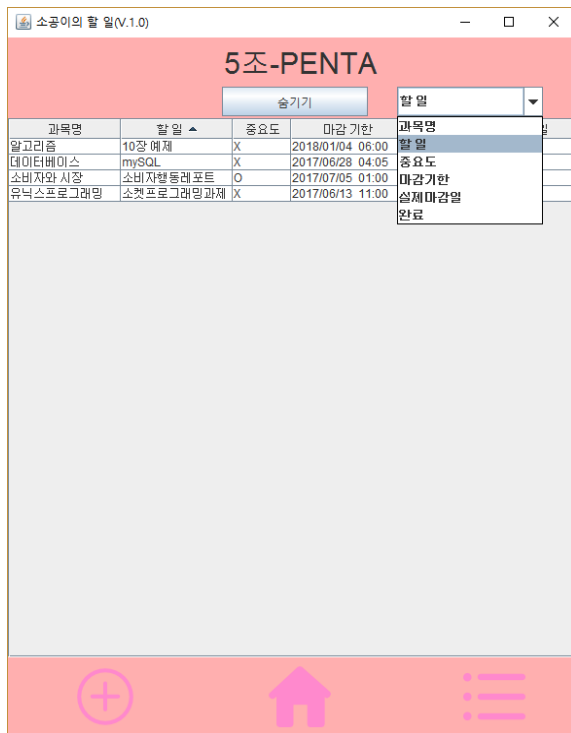 소공이의 할 일(V.1.0)
5조-PENTA
숨기기 할 일
과목명 할 일 중요도 마감 기한
알고리즘 10장 예제 X 2018/01/04 06:00
데이터베이스 mySQL X 2017/06/28 04:05
소비자와 시장 소비자행동레포트 O 2017/07/05 01:00
유닉스프로그래밍 소켓프로그래밍과제 X 2017/06/13 11:00
과목명
할 일
중요도
마감기한
실제마감일
완료